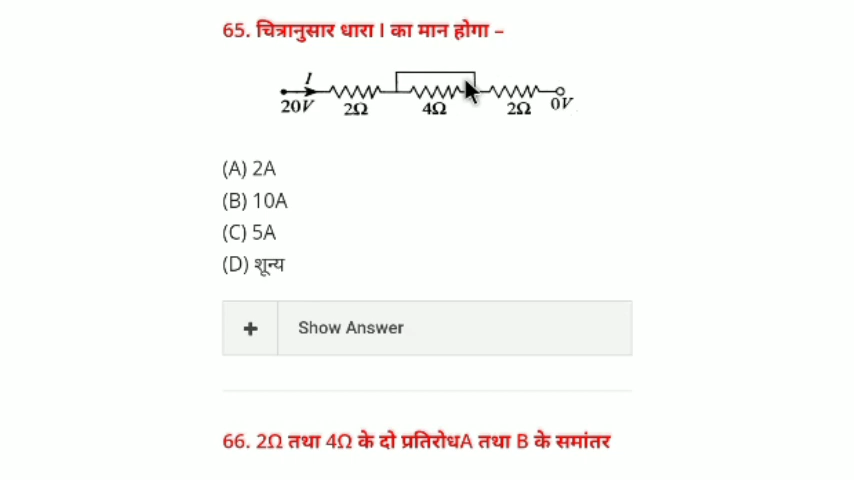 65. चित्रानुसार धारा I का मान होगा –
I
20V 2Ω 4Ω 2Ω 0V
(A) 2A
(B) 10A
(C) 5A
(D) शून्य
+ Show Answer
66. 2Ω तथा 4Ω के दो प्रतिरोधA तथा B के समांतर